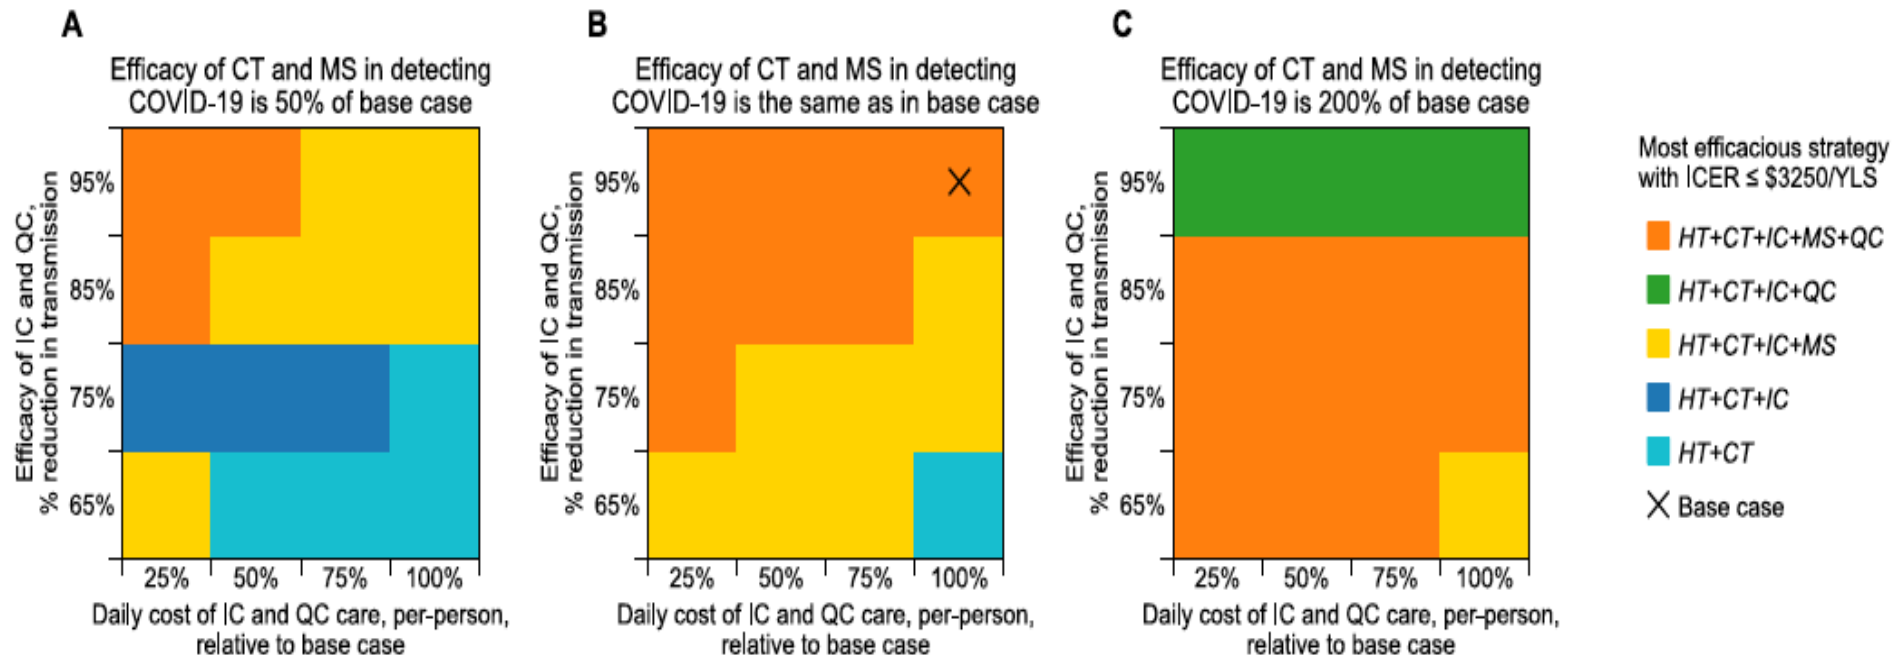 A
Efficacy of CT and MS in detecting
COVID-19 is 50% of base case
Efficacy of IC and QC,
% reduction in transmission
95%
85%
75%
65%
25% 50% 75% 100%
Daily cost of IC and QC care, per-person,
relative to base case
B
Efficacy of CT and MS in detecting
COVID-19 is the same as in base case
Efficacy of IC and QC,
% reduction in transmission
95%
85%
75%
65%
25% 50% 75% 100%
Daily cost of IC and QC care, per-person,
relative to base case
C
Efficacy of CT and MS in detecting
COVID-19 is 200% of base case
Efficacy of IC and QC,
% reduction in transmission
95%
85%
75%
65%
25% 50% 75% 100%
Daily cost of IC and QC care, per-person,
relative to base case
Most efficacious strategy
with ICER ≤ $3250/YLS
HT+CT+IC+MS+QC
HT+CT+IC+QC
HT+CT+IC+MS
HT+CT+IC
HT+CT
Base case